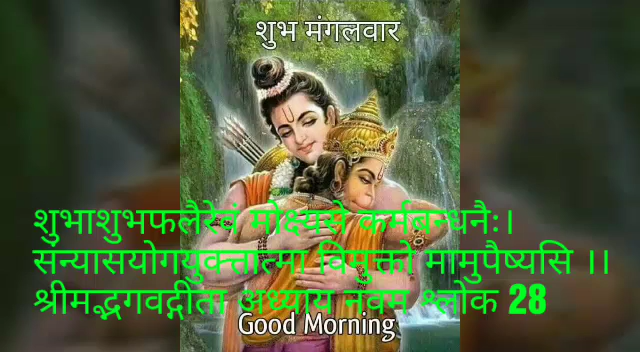 शुभ मंगलवार
शुभाशुभफलैरेवं मोक्ष्यसे कर्मबन्धनैः।
सन्यासयोगयुक्तात्मा विमुक्तो मामुपैष्यसि ।।
श्रीमद्भगवद्गीता अध्याय नवम श्लोक 28
Good Morning